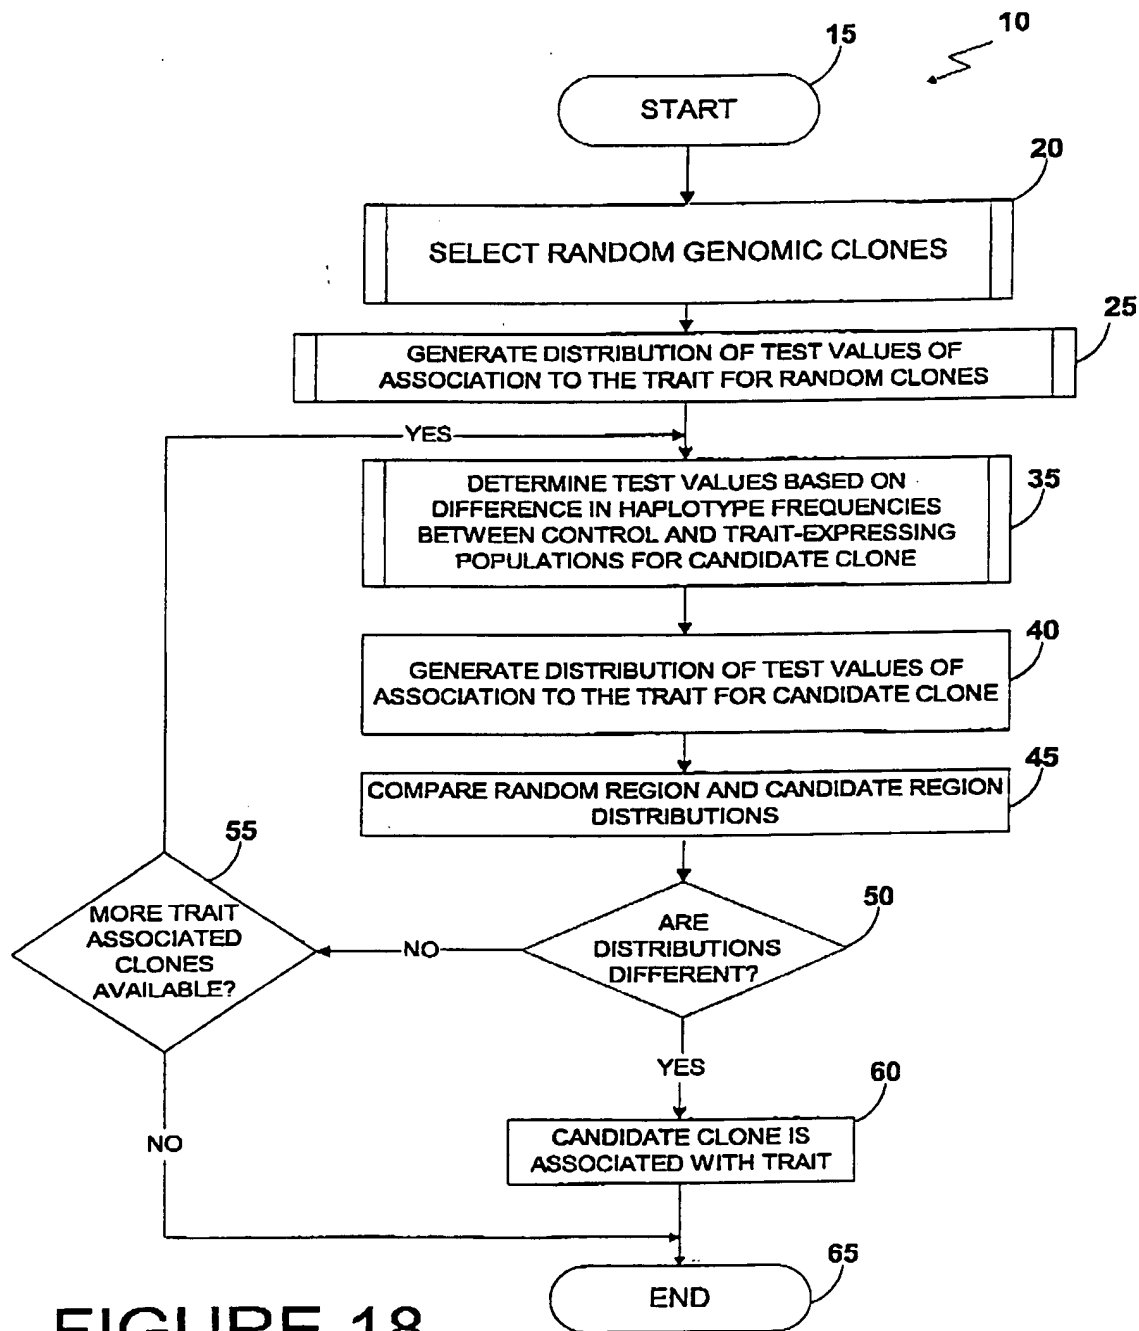 10
15
START
20
SELECT RANDOM GENOMIC CLONES
25
GENERATE DISTRIBUTION OF TEST VALUES OF
ASSOCIATION TO THE TRAIT FOR RANDOM CLONES
YES
DETERMINE TEST VALUES BASED ON
DIFFERENCE IN HAPLOTYPE FREQUENCIES
BETWEEN CONTROL AND TRAIT-EXPRESSING
POPULATIONS FOR CANDIDATE CLONE
35
40
GENERATE DISTRIBUTION OF TEST VALUES OF
ASSOCIATION TO THE TRAIT FOR CANDIDATE CLONE
45
COMPARE RANDOM REGION AND CANDIDATE REGION
DISTRIBUTIONS
55
MORE TRAIT
ASSOCIATED
CLONES
AVAILABLE?
NO
50
ARE
DISTRIBUTIONS
DIFFERENT?
YES
60
NO
CANDIDATE CLONE IS
ASSOCIATED WITH TRAIT
65
END
FIGURE 18